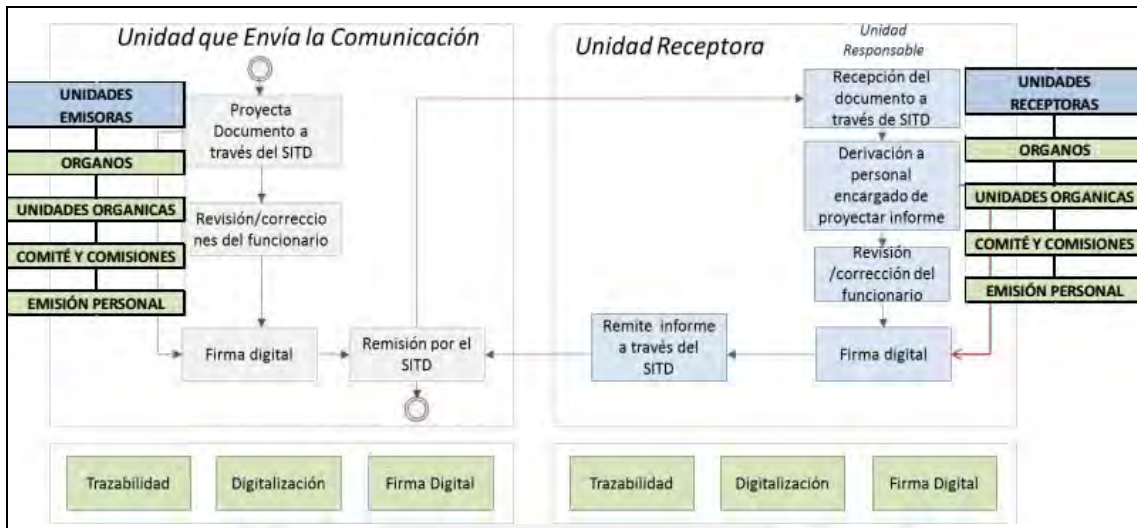 Unidad que Envía la Comunicación
UNIDADES
EMISORAS
ORGANOS
UNIDADES ORGANICAS
COMITÉ Y COMISIONES
EMISIÓN PERSONAL
Proyecta
Documento a
través del SITD
Revisión/correccio
nes del funcionario
Firma digital
Remisión por el
SITD
Unidad Receptora
Unidad
Responsable
Recepción del
documento a
través de SITD
Derivación a
personal
encargado de
proyectar informe
Revisión
/corrección del
funcionario
Firma digital
Remite informe
a través del
SITD
UNIDADES
RECEPTORAS
ORGANOS
UNIDADES ORGANICAS
COMITÉ Y COMISIONES
EMISIÓN PERSONAL
Trazabilidad
Digitalización
Firma Digital
Trazabilidad
Digitalización
Firma Digital